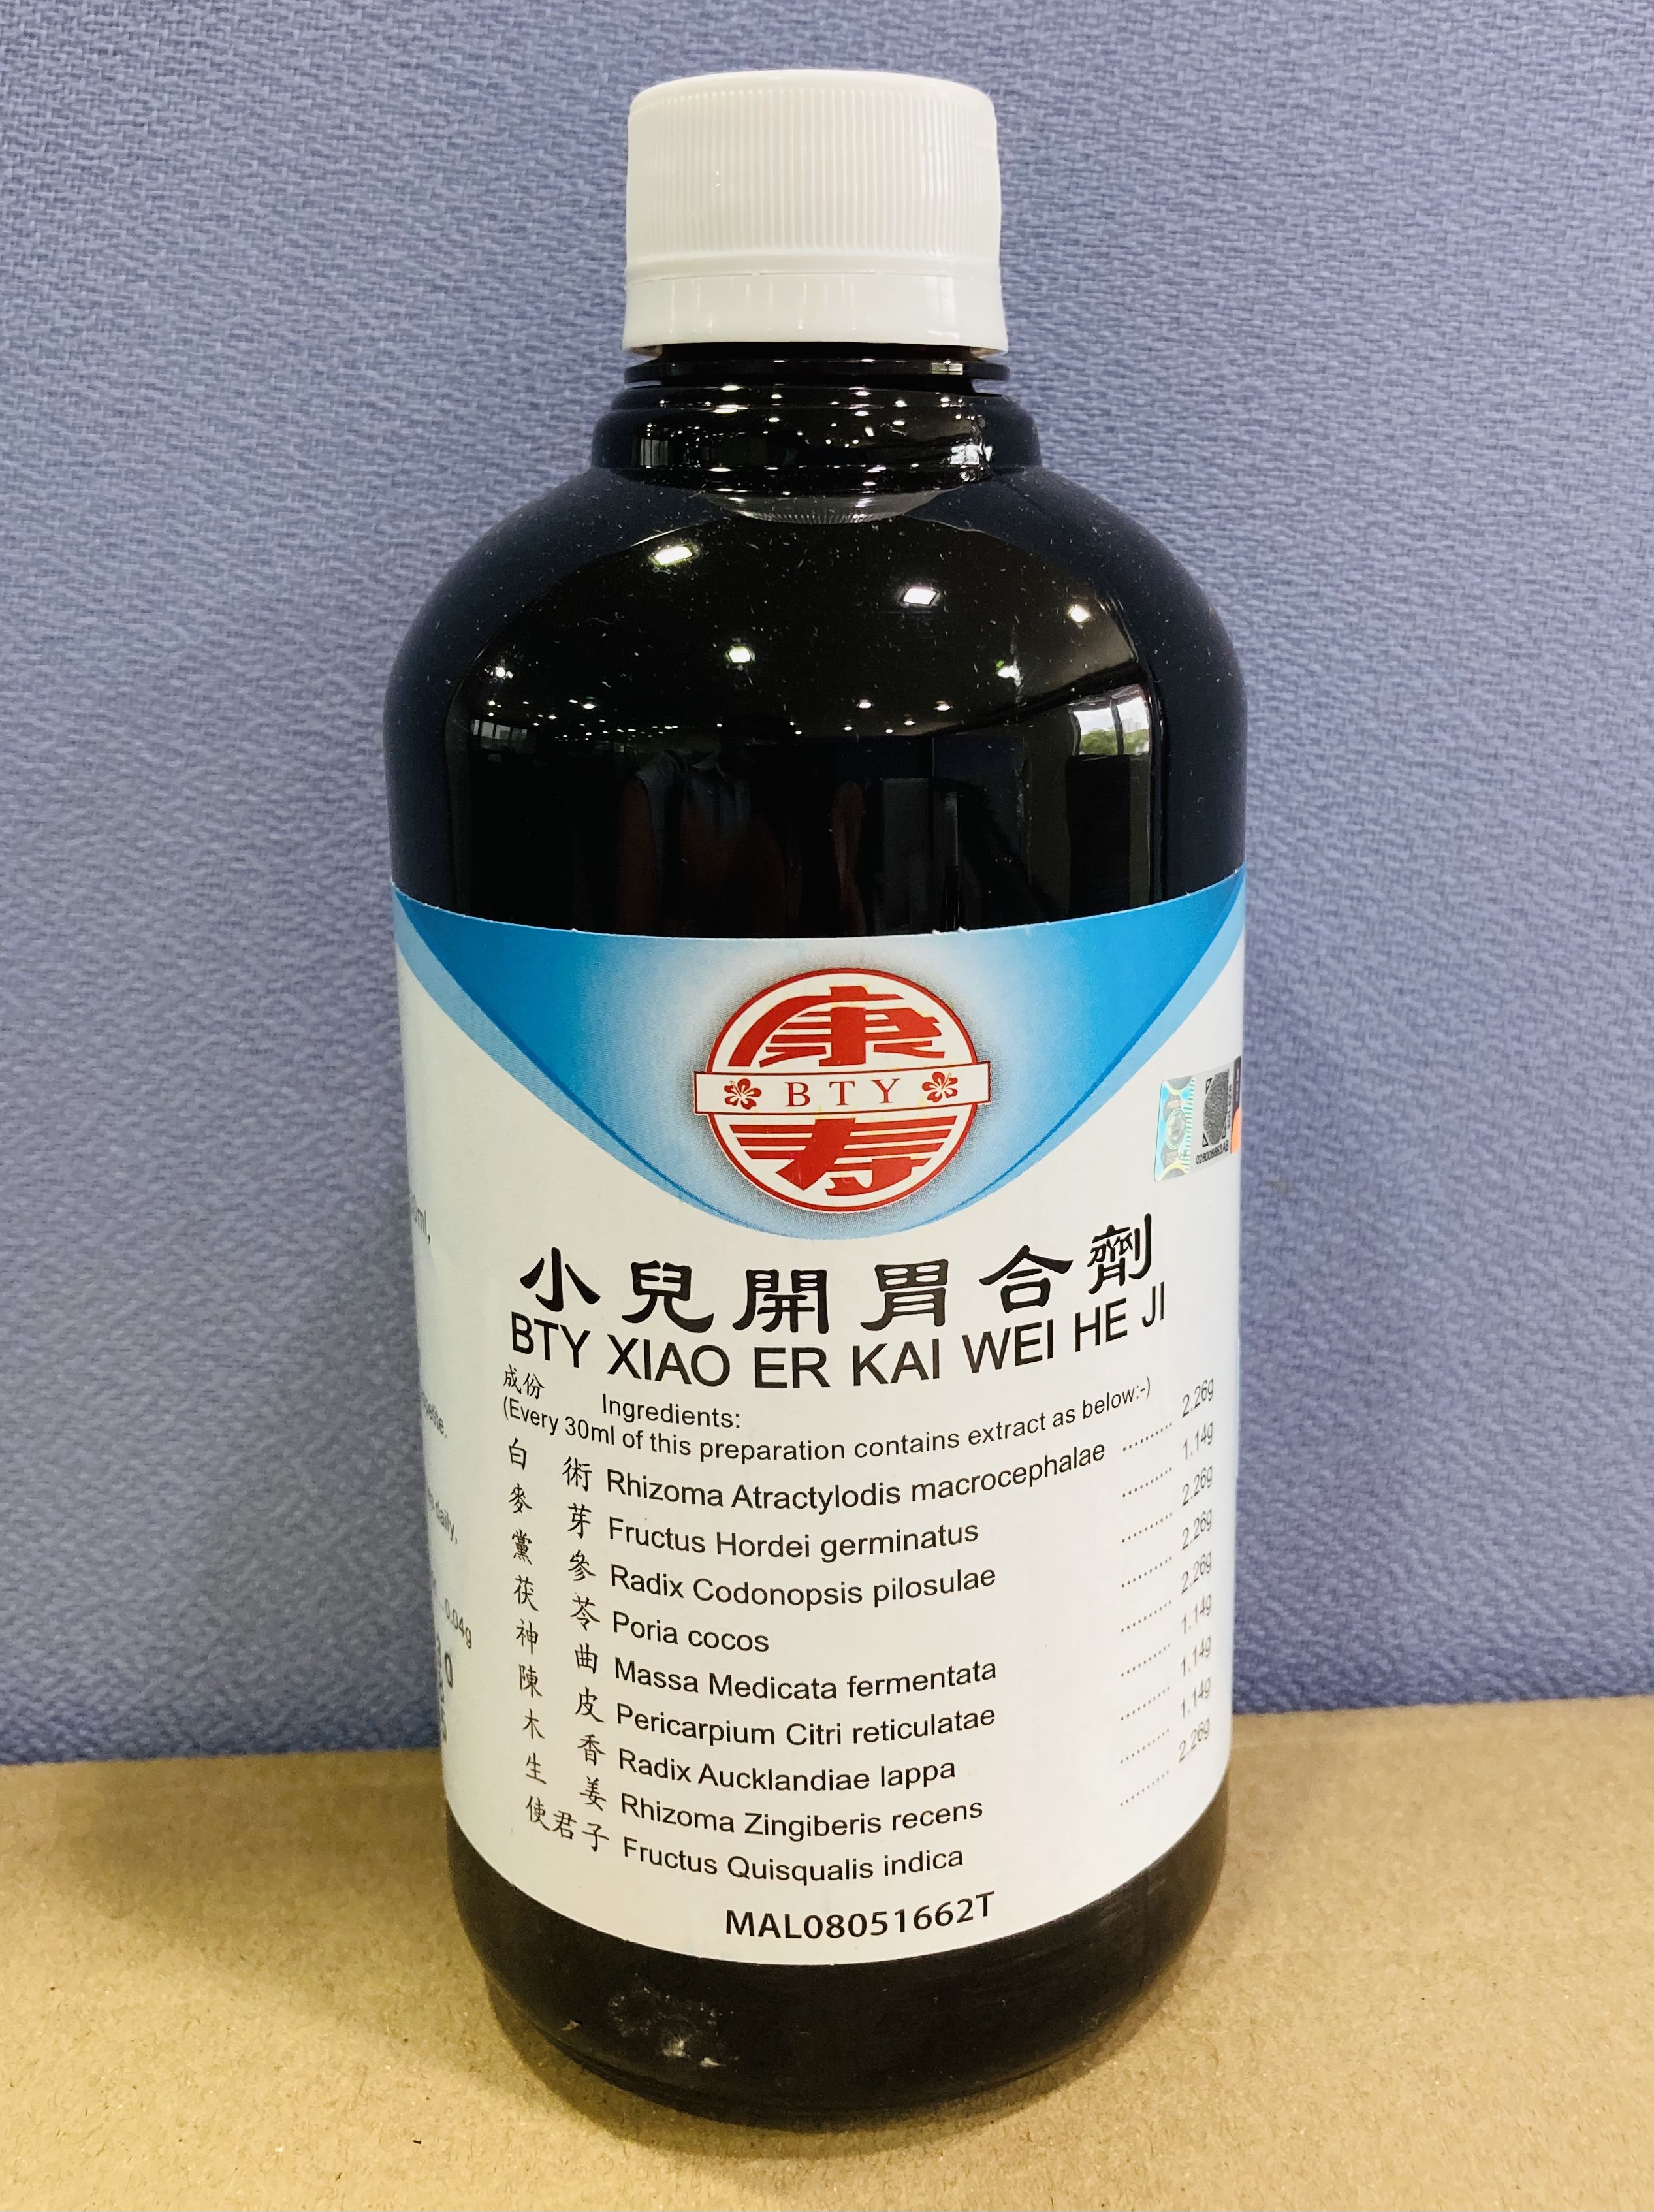 康
BTY
寿
小兒開胃合劑
BTY XIAO ER KAI WEI HE JI
成份 Ingredients:
(Every 30ml of this preparation contains extract as below:-)
白術 Rhizoma Atractylodis macrocephalae .......... 2.26g
麥芽 Fructus Hordei germinatus .......... 1.14g
黨參 Radix Codonopsis pilosulae .......... 2.26g
茯苓 Poria cocos .......... 2.26g
神曲 Massa Medicata fermentata .......... 2.26g
陳皮 Pericarpium Citri reticulatae .......... 1.14g
木香 Radix Aucklandiae lappa .......... 1.14g
生姜 Rhizoma Zingiberis recens .......... 1.14g
使君子 Fructus Quisqualis indica .......... 2.26g
MAL08051662T
daily,
0.04g